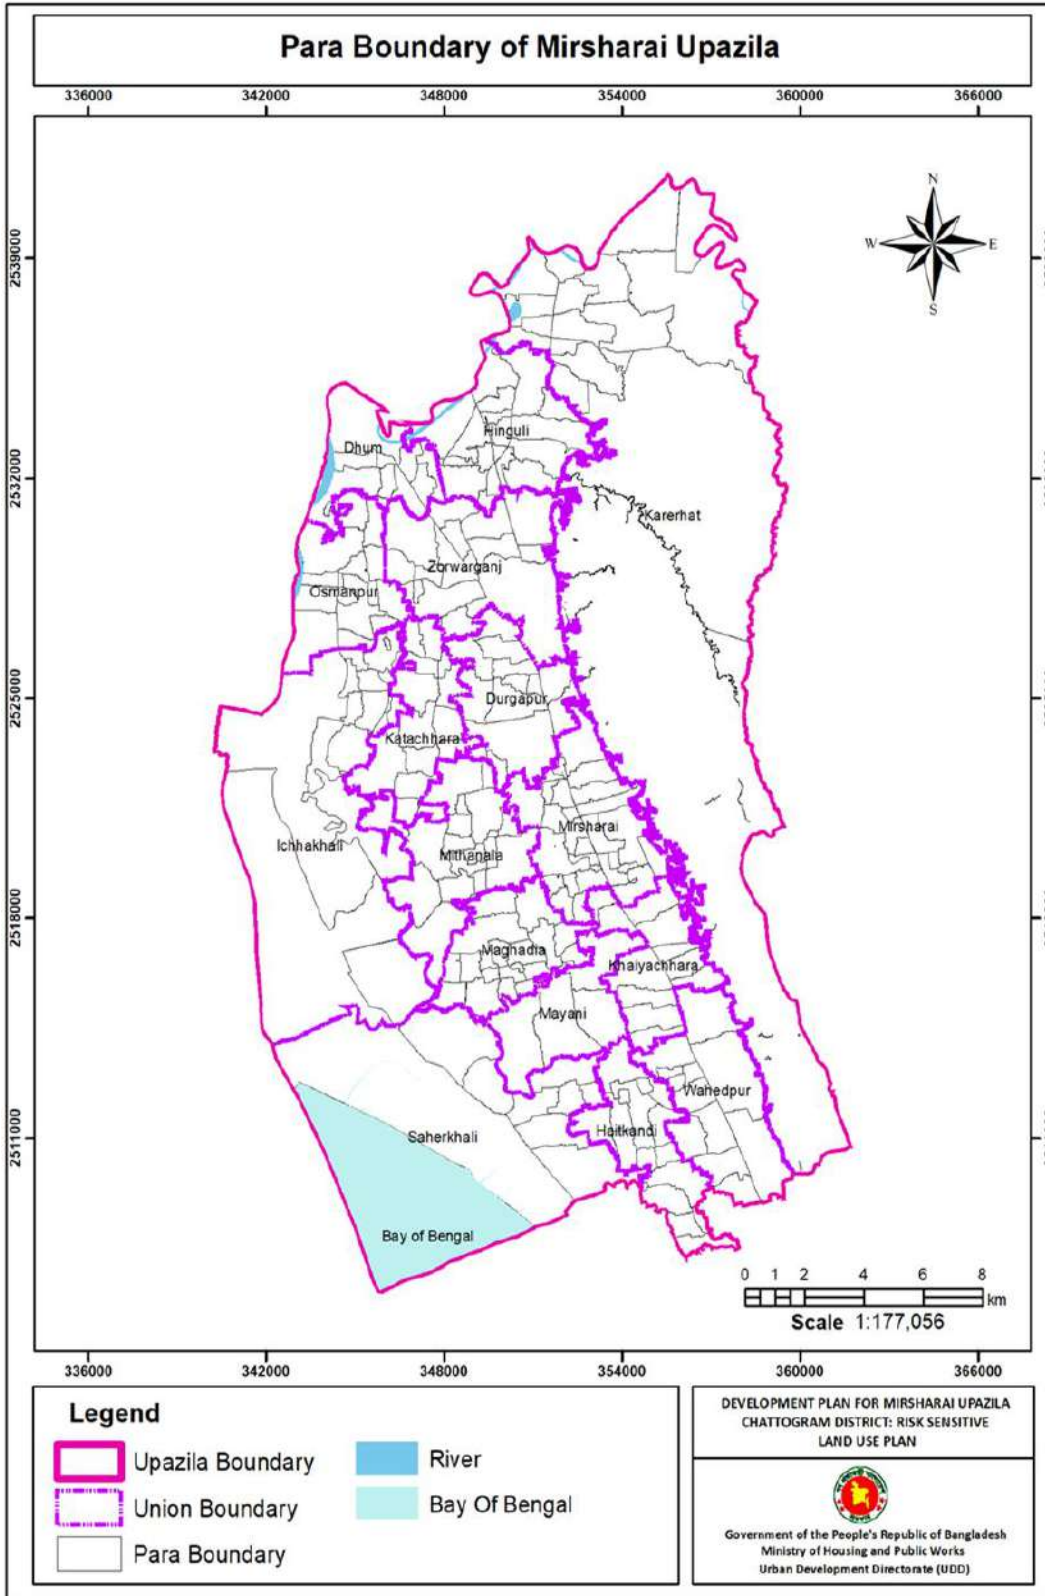 Para Boundary of Mirsharai Upazila
336000 342000 348000 354000 360000 366000
N
W E
S
2539000
Hinguli
Dhum
2532000
Karerhat
Zorwarganj
Osmanpur
2525000
Durgapur
Katachhara
Mirsharai
Ichhakhali
Mithanala
2518000
Maghadia
Khaiyachhara
Mayani
Wahedpur
2511000
Saherkhali
Haitkandi
Bay of Bengal
0 1 2 4 6 8
km
Scale 1:177,056
336000 342000 348000 354000 360000 366000
Legend
Upazila Boundary
Union Boundary
Para Boundary
River
Bay Of Bengal
DEVELOPMENT PLAN FOR MIRSHARAI UPAZILA
CHATTOGRAM DISTRICT: RISK SENSITIVE
LAND USE PLAN
Government of the People's Republic of Bangladesh
Ministry of Housing and Public Works
Urban Development Directorate (UDD)